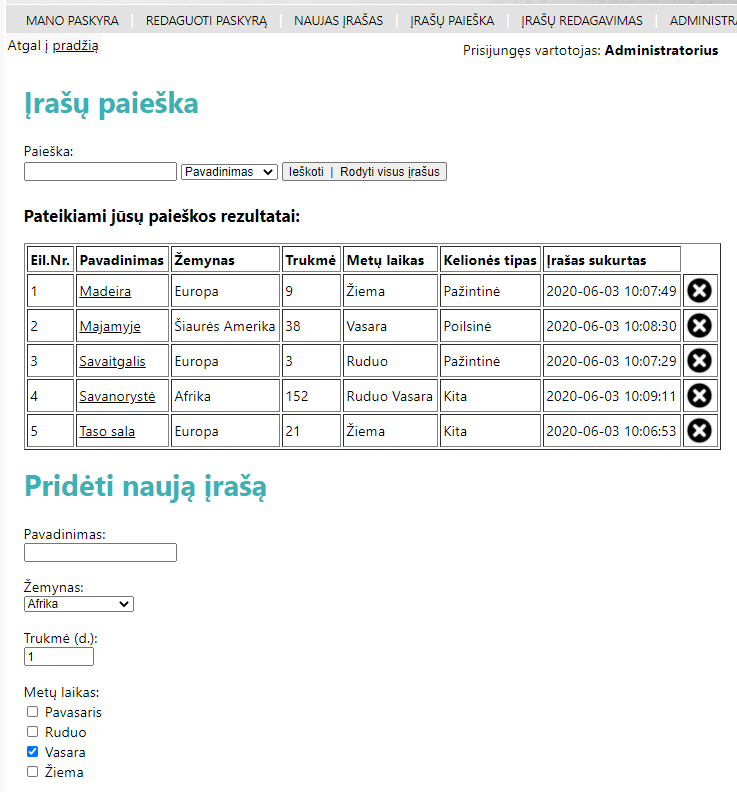 MANO PASKYRA | REDAGUOTI PASKYRĄ | NAUJAS ĮRAŠAS | ĮRAŠŲ PAIEŠKA | ĮRAŠŲ REDAGAVIMAS | ADMINISTRA
Atgal į pradžią
Prisijungęs vartotojas: Administratorius
Įrašų paieška
Paieška:
Pavadinimas Ieškoti | Rodyti visus įrašus
Pateikiami jūsų paieškos rezultatai:
Eil.Nr. Pavadinimas Žemynas Trukmė Metų laikas Kelionės tipas Įrašas sukurtas
1 Madeira Europa 9 Žiema Pažintinė 2020-06-03 10:07:49
2 Majamyje Šiaurės Amerika 38 Vasara Poilsinė 2020-06-03 10:08:30
3 Savaitgalis Europa 3 Ruduo Pažintinė 2020-06-03 10:07:29
4 Savanorystė Afrika 152 Ruduo Vasara Kita 2020-06-03 10:09:11
5 Taso sala Europa 21 Žiema Kita 2020-06-03 10:06:53
Pridėti naują įrašą
Pavadinimas:
Žemynas:
Afrika
Trukmė (d.):
1
Metų laikas:
Pavasaris
Ruduo
Vasara
Žiema